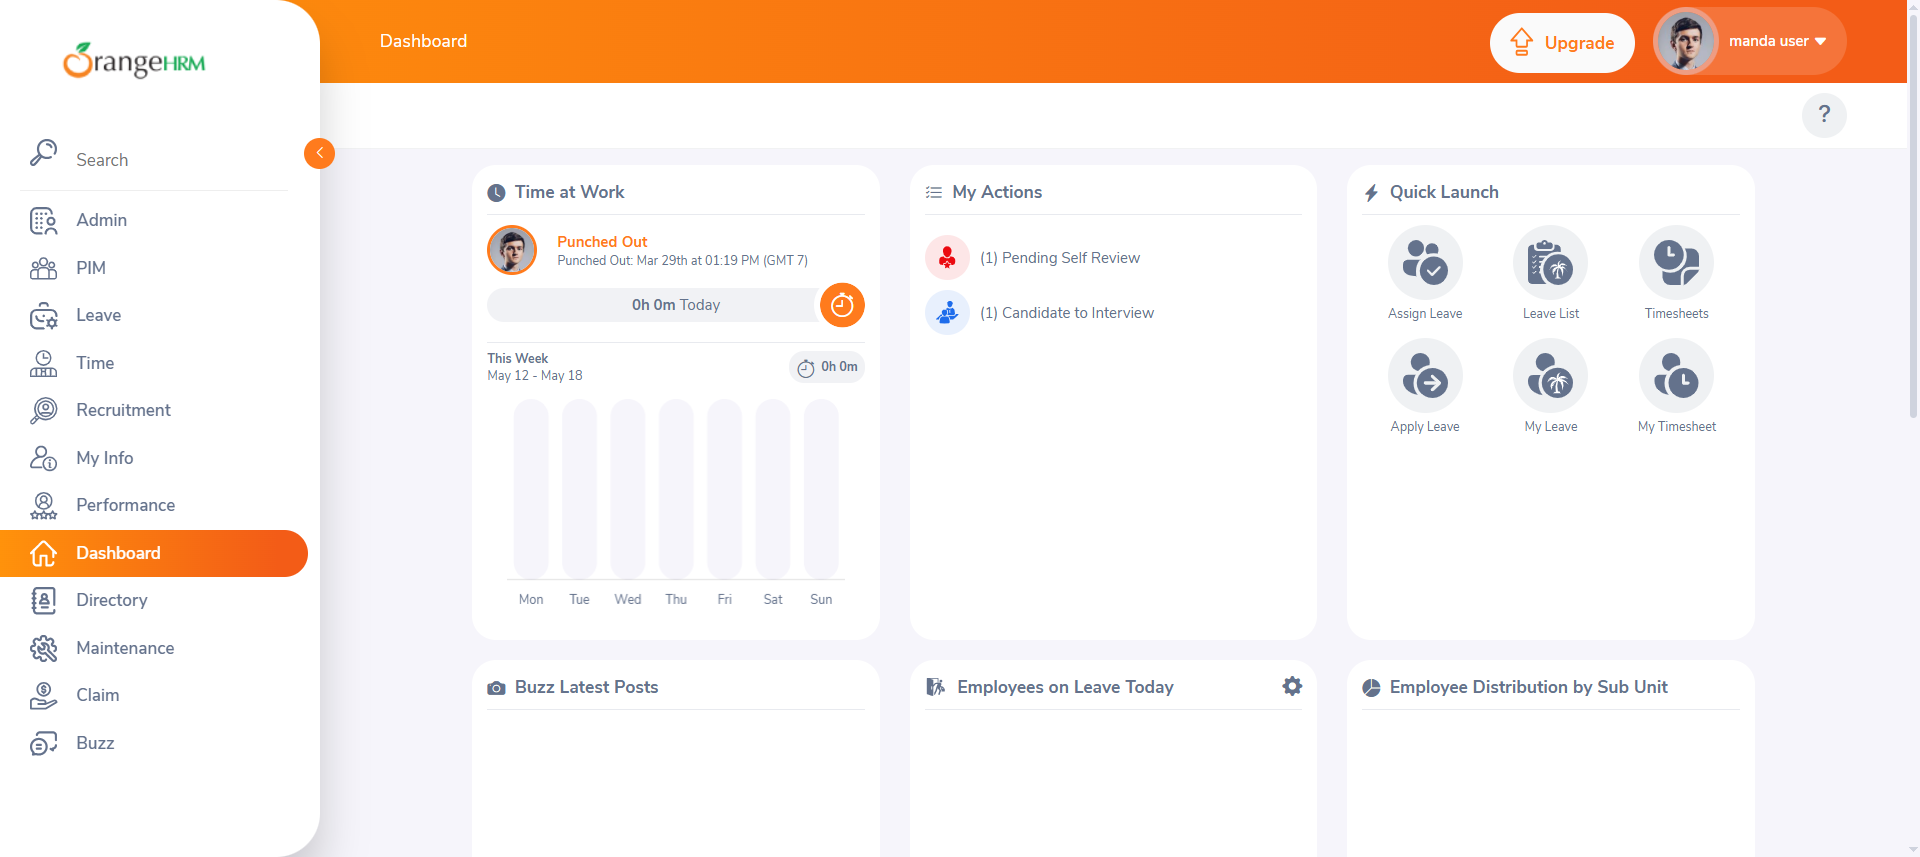 OrangeHRM
Search
Admin
PIM
Leave
Time
Recruitment
My Info
Performance
Dashboard
Directory
Maintenance
Claim
Buzz
Dashboard
Upgrade
manda user
?
Time at Work
Punched Out
Punched Out: Mar 29th at 01:19 PM (GMT 7)
0h 0m Today
This Week
May 12 - May 18
0h 0m
Mon Tue Wed Thu Fri Sat Sun
My Actions
(1) Pending Self Review
(1) Candidate to Interview
Quick Launch
Assign Leave Leave List Timesheets
Apply Leave My Leave My Timesheet
Buzz Latest Posts
Employees on Leave Today
Employee Distribution by Sub Unit